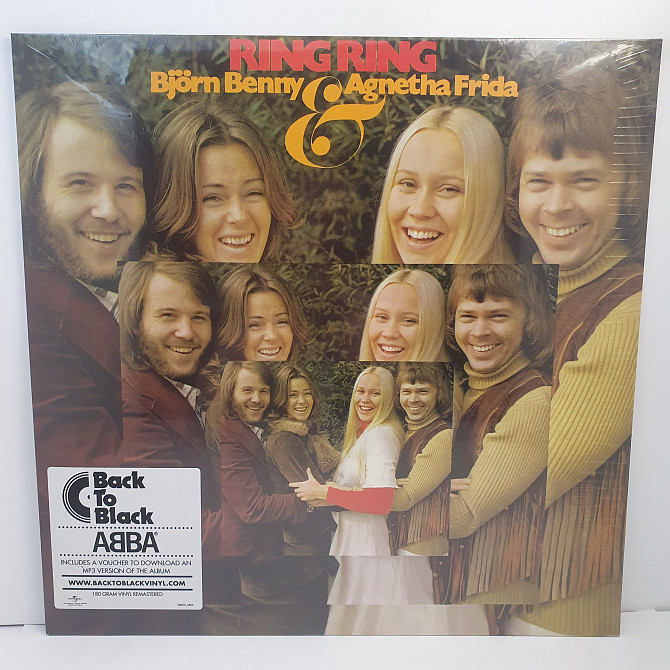 RING RING
Björn Benny & Agnetha Frida
Back
To
Black
ABBA
INCLUDES A VOUCHER TO DOWNLOAD AN
MP3 VERSION OF THE ALBUM
WWW.BACKTOBLACKVINYL.COM
180 GRAM VINYL REMASTERED